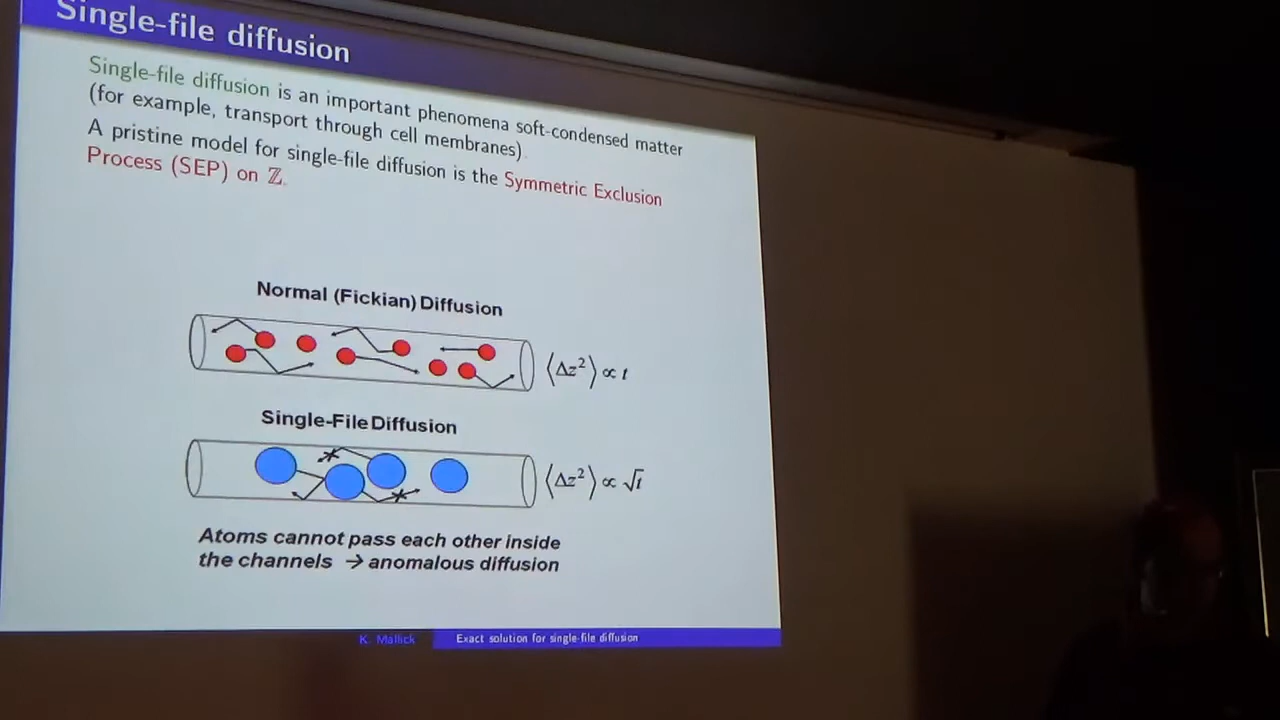 Single-file diffusion
Single-file diffusion is an important phenomena soft-condensed matter
(for example, transport through cell membranes).
A pristine model for single-file diffusion is the Symmetric Exclusion
Process (SEP) on ℤ.
Normal (Fickian) Diffusion
⟨Δz²⟩ ∝ t
Single-File Diffusion
⟨Δz²⟩ ∝ √t
Atoms cannot pass each other inside
the channels → anomalous diffusion
K. Mallick Exact solution for single-file diffusion